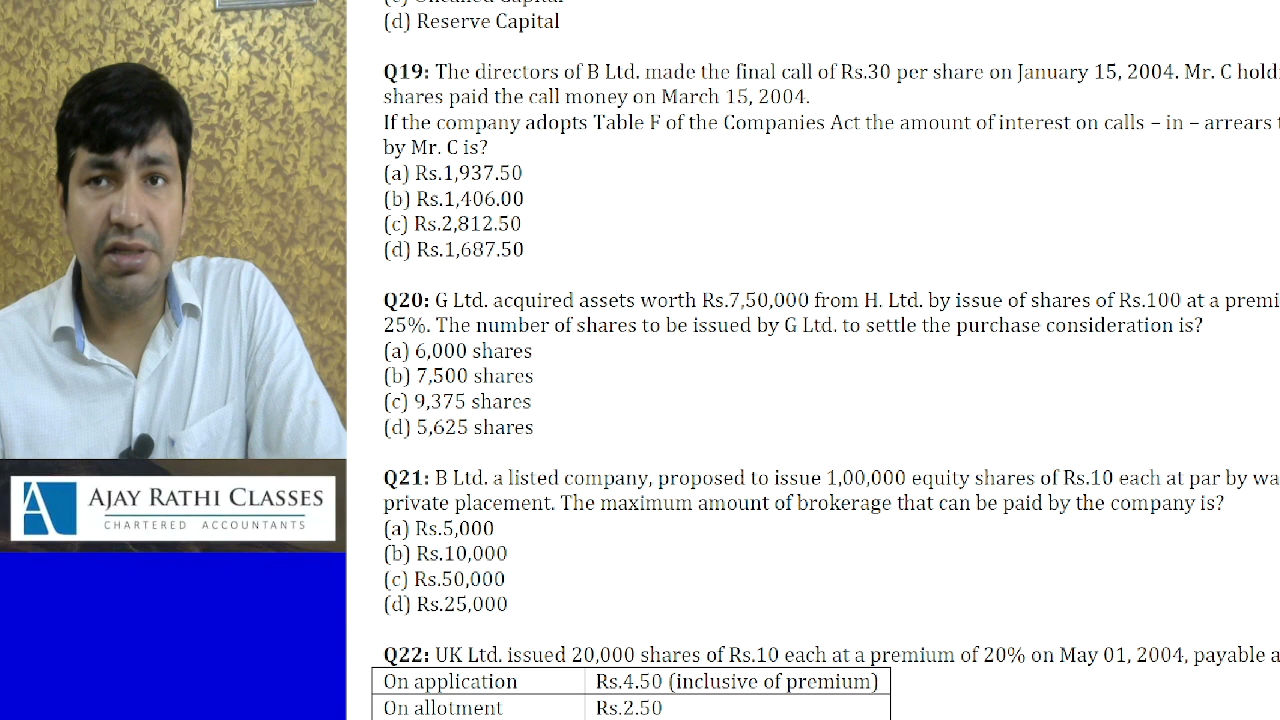 (d) Reserve Capital
Q19: The directors of B Ltd. made the final call of Rs.30 per share on January 15, 2004. Mr. C
shares paid the call money on March 15, 2004.
If the company adopts Table F of the Companies Act the amount of interest on calls – in – arrears
by Mr. C is?
(a) Rs.1,937.50
(b) Rs.1,406.00
(c) Rs.2,812.50
(d) Rs.1,687.50
Q20: G Ltd. acquired assets worth Rs.7,50,000 from H. Ltd. by issue of shares of Rs.100 at a
25%. The number of shares to be issued by G Ltd. to settle the purchase consideration is?
(a) 6,000 shares
(b) 7,500 shares
(c) 9,375 shares
(d) 5,625 shares
Q21: B Ltd. a listed company, proposed to issue 1,00,000 equity shares of Rs.10 each at par by
private placement. The maximum amount of brokerage that can be paid by the company is?
(a) Rs.5,000
(b) Rs.10,000
(c) Rs.50,000
(d) Rs.25,000
Q22: UK Ltd. issued 20,000 shares of Rs.10 each at a premium of 20% on May 01, 2004, payable
On application Rs.4.50 (inclusive of premium)
On allotment Rs.2.50
AJAY RATHI CLASSES
CHARTERED ACCOUNTANTS